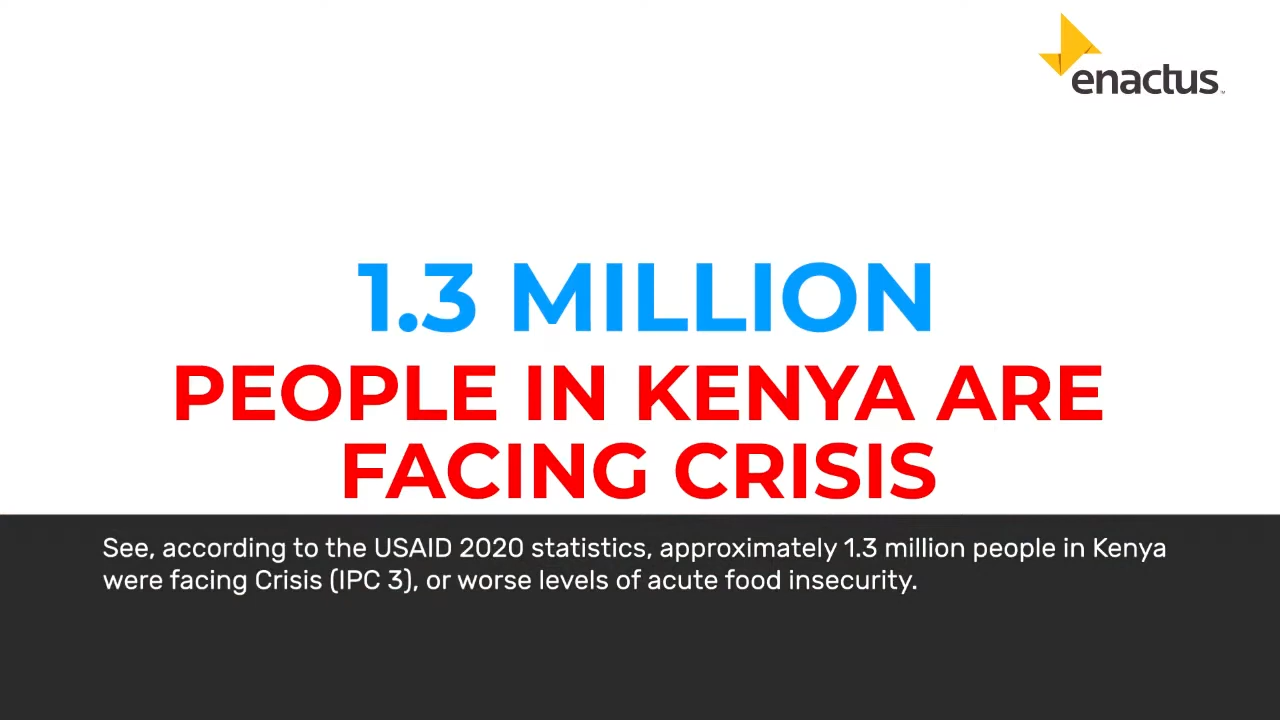 enactus
1.3 MILLION
PEOPLE IN KENYA ARE
FACING CRISIS
See, according to the USAID 2020 statistics, approximately 1.3 million people in Kenya
were facing Crisis (IPC 3), or worse levels of acute food insecurity.